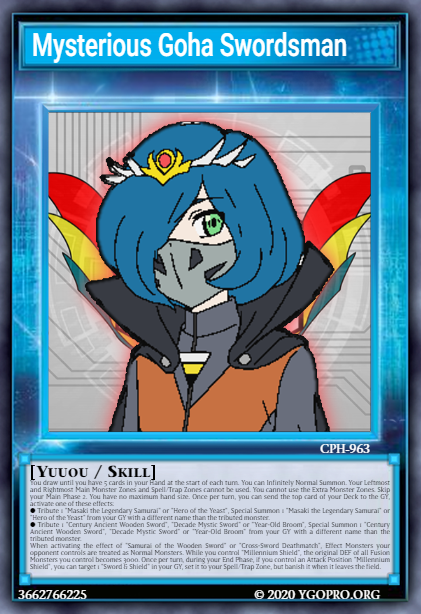 Mysterious Goha Swordsman
CPH-963
[Yuuou / Skill]
You draw until you have 5 cards in your Hand at the start of each turn. You can Infinitely Normal Summon. Your Leftmost
and Rightmost Main Monster Zones and Spell/Trap Zones cannot be used. You cannot use the Extra Monster Zones. Skip
your Main Phase 2. You have no maximum hand size. Once per turn, you can send the top card of your Deck to the GY,
activate one of these effects:
● Tribute 1 "Masaki the Legendary Samurai" or "Hero of the Yeast", Special Summon 1 "Masaki the Legendary Samurai" or
"Hero of the Yeast" from your GY with a different name than the tributed monster.
● Tribute 1 "Century Ancient Wooden Sword", "Decade Mystic Sword" or "Year-Old Broom", Special Summon 1 "Century
Ancient Wooden Sword", "Decade Mystic Sword" or "Year-Old Broom" from your GY with a different name than the
tributed monster.
When activating the effect of "Samurai of the Wooden Sword" or "Cross-Sword Deathmatch", Effect Monsters your
opponent controls are treated as Normal Monsters. While you control "Millennium Shield", the original DEF of all Fusion
Monsters you control becomes 3000. Once per turn, during your End Phase, if you control an Attack Position "Millennium
Shield", you can target 1 "Sword & Shield" in your GY, set it to your Spell/Trap Zone, but banish it when it leaves the field.
3662766225
© 2020 YGOPRO.ORG